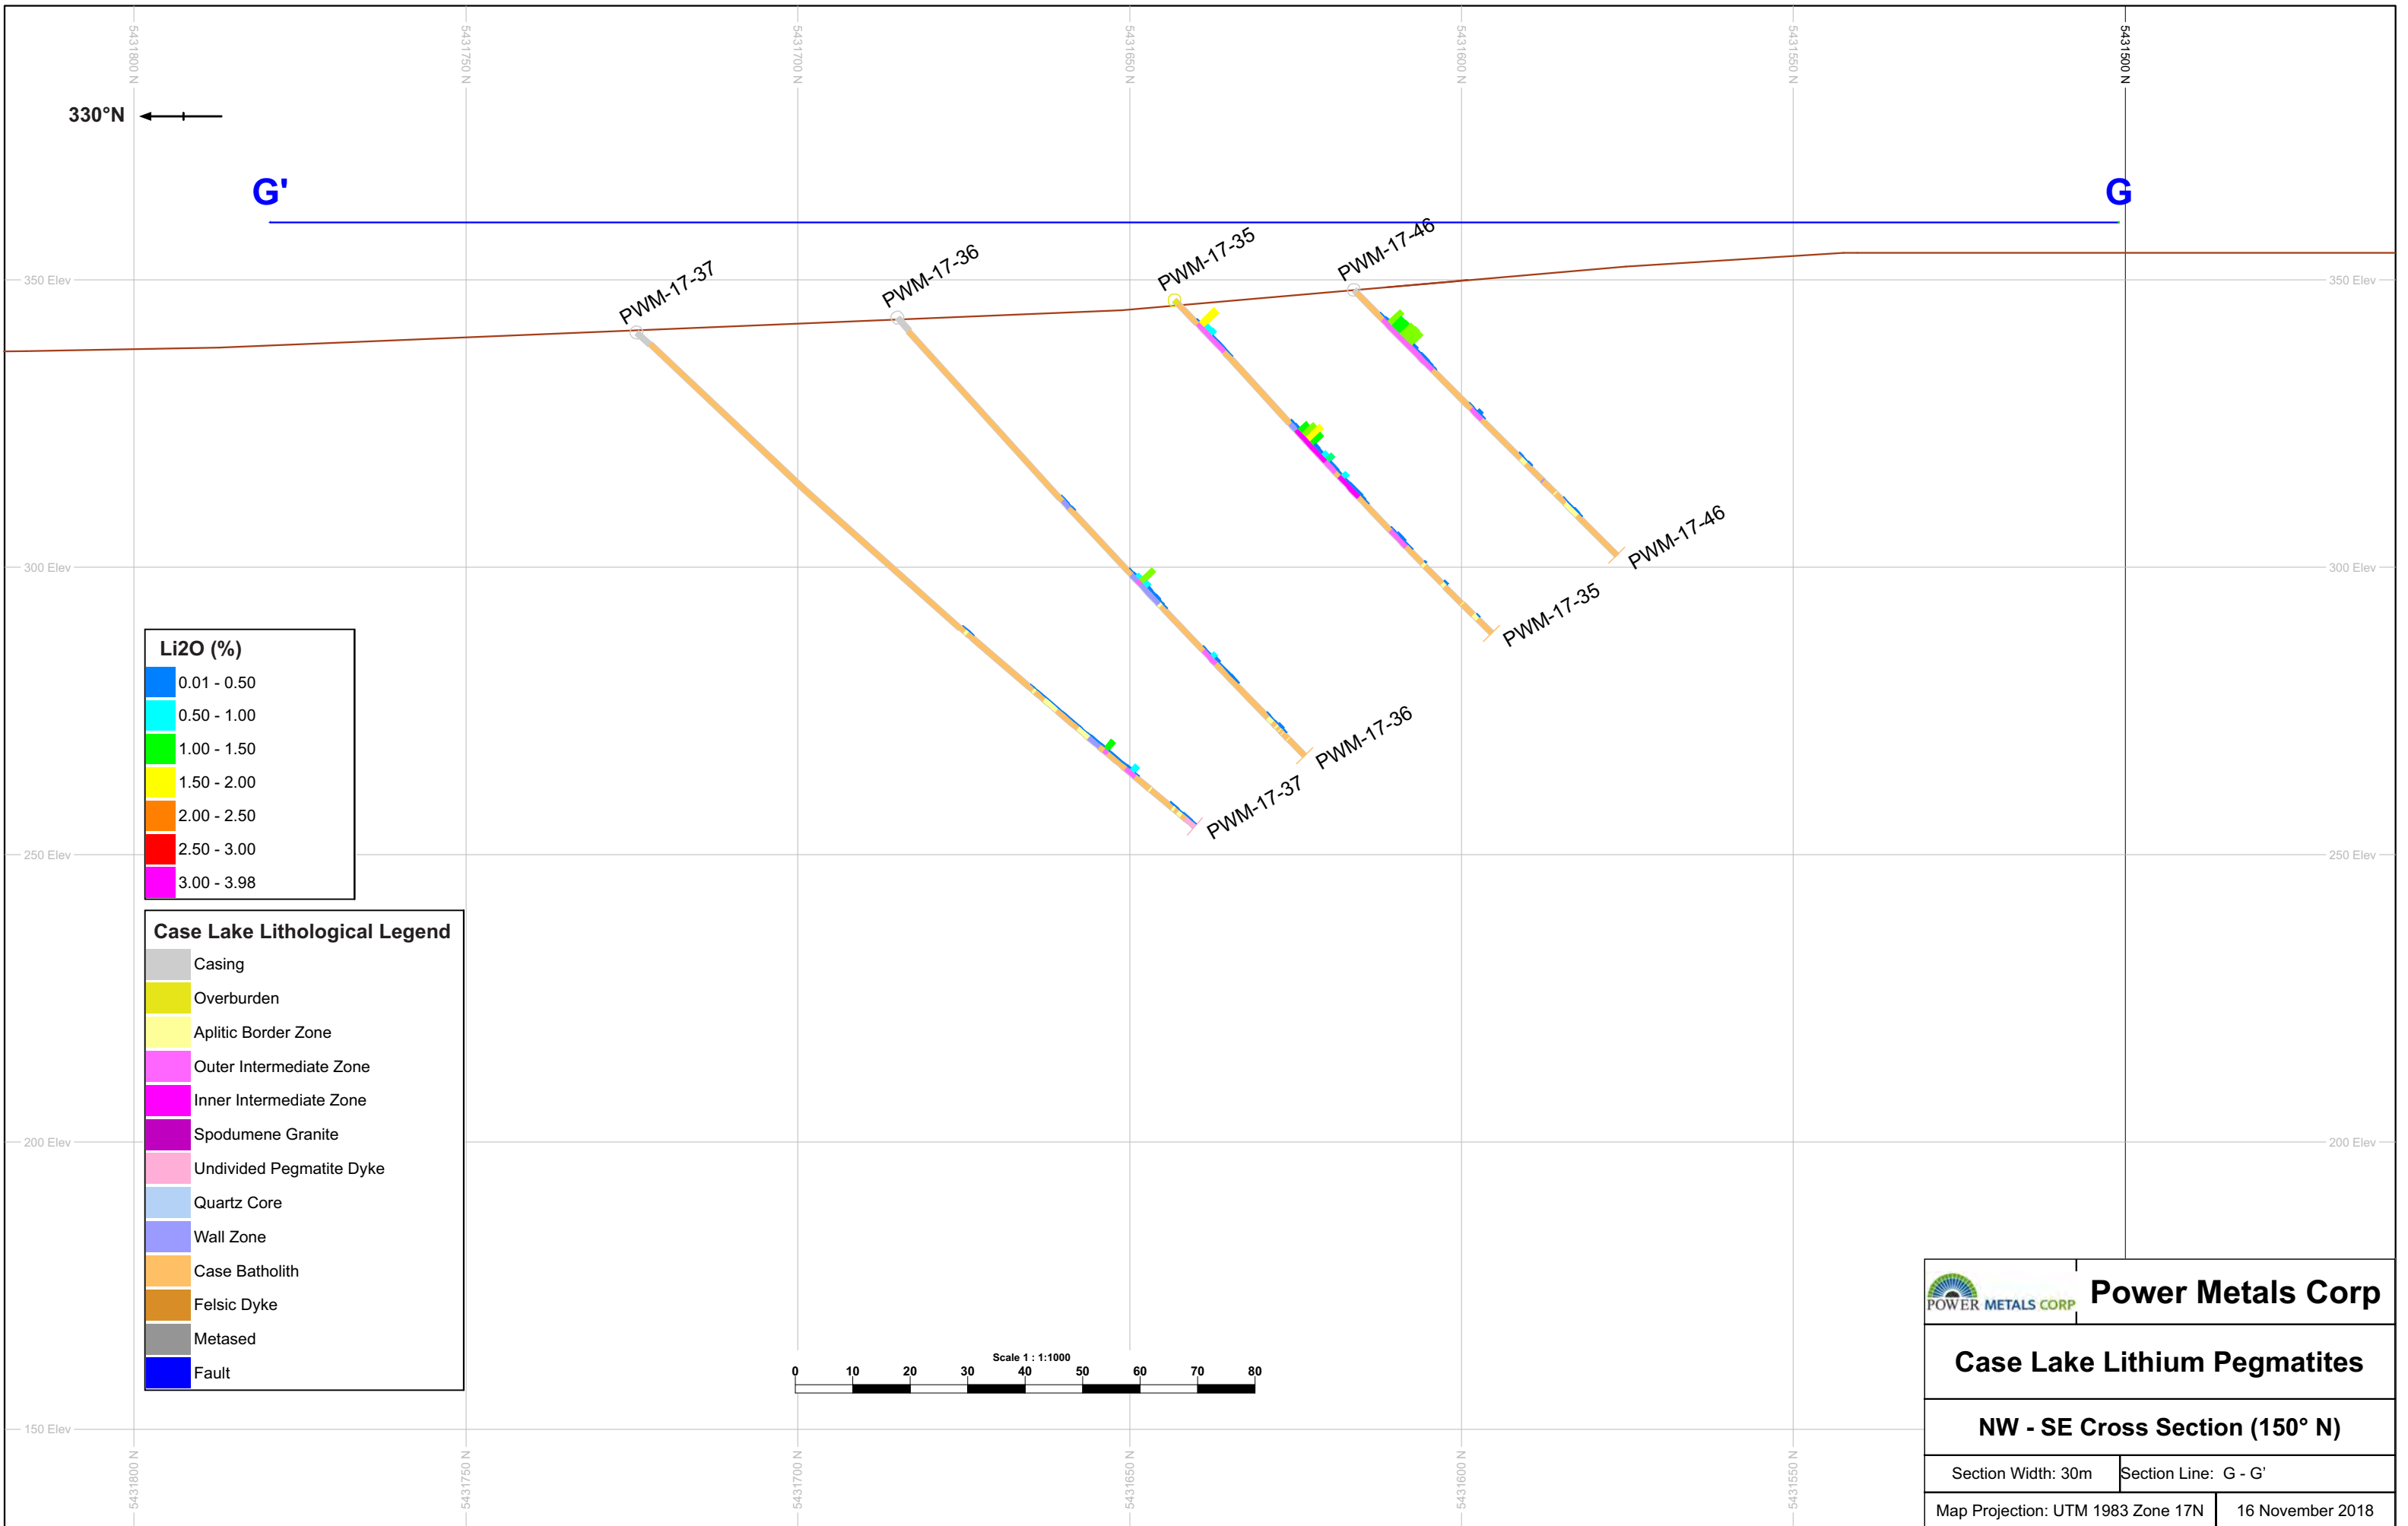 5431800 N
5431750 N
5431700 N
5431650 N
5431600 N
5431550 N
5431500 N
330°N
G'
G
PWM-17-37
PWM-17-36
PWM-17-35
PWM-17-46
350 Elev
350 Elev
300 Elev
300 Elev
PWM-17-46
PWM-17-35
PWM-17-36
PWM-17-37
250 Elev
250 Elev
200 Elev
200 Elev
150 Elev
Li2O (%)
0.01 - 0.50
0.50 - 1.00
1.00 - 1.50
1.50 - 2.00
2.00 - 2.50
2.50 - 3.00
3.00 - 3.98
Case Lake Lithological Legend
Casing
Overburden
Aplitic Border Zone
Outer Intermediate Zone
Inner Intermediate Zone
Spodumene Granite
Undivided Pegmatite Dyke
Quartz Core
Wall Zone
Case Batholith
Felsic Dyke
Metased
Fault
Scale 1 : 1:1000
0 10 20 30 40 50 60 70 80
POWER METALS CORP
Power Metals Corp
Case Lake Lithium Pegmatites
NW - SE Cross Section (150° N)
Section Width: 30m
Section Line: G - G'
Map Projection: UTM 1983 Zone 17N
16 November 2018
5431800 N
5431750 N
5431700 N
5431650 N
5431600 N
5431550 N